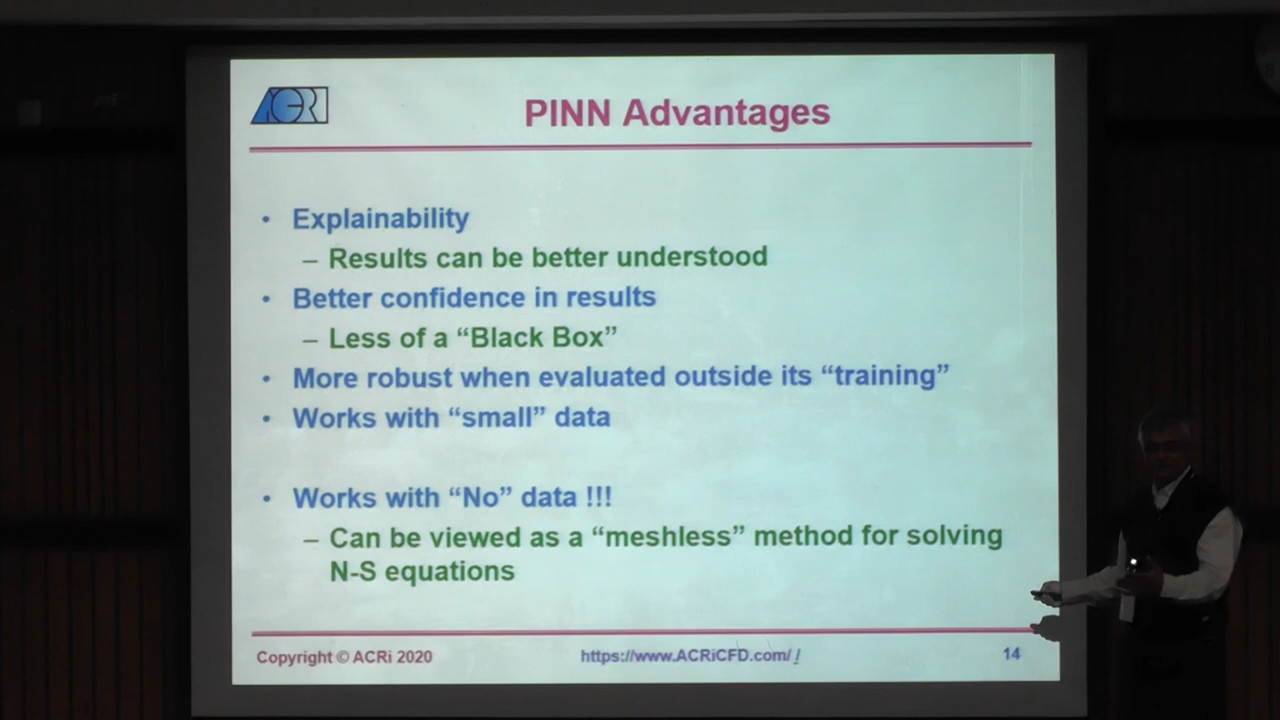 ACRI
PINN Advantages
• Explainability
– Results can be better understood
• Better confidence in results
– Less of a “Black Box”
• More robust when evaluated outside its “training”
• Works with “small” data
• Works with “No” data !!!
– Can be viewed as a “meshless” method for solving
N-S equations
Copyright © ACRi 2020
https://www.ACRiCFD.com/ /
14